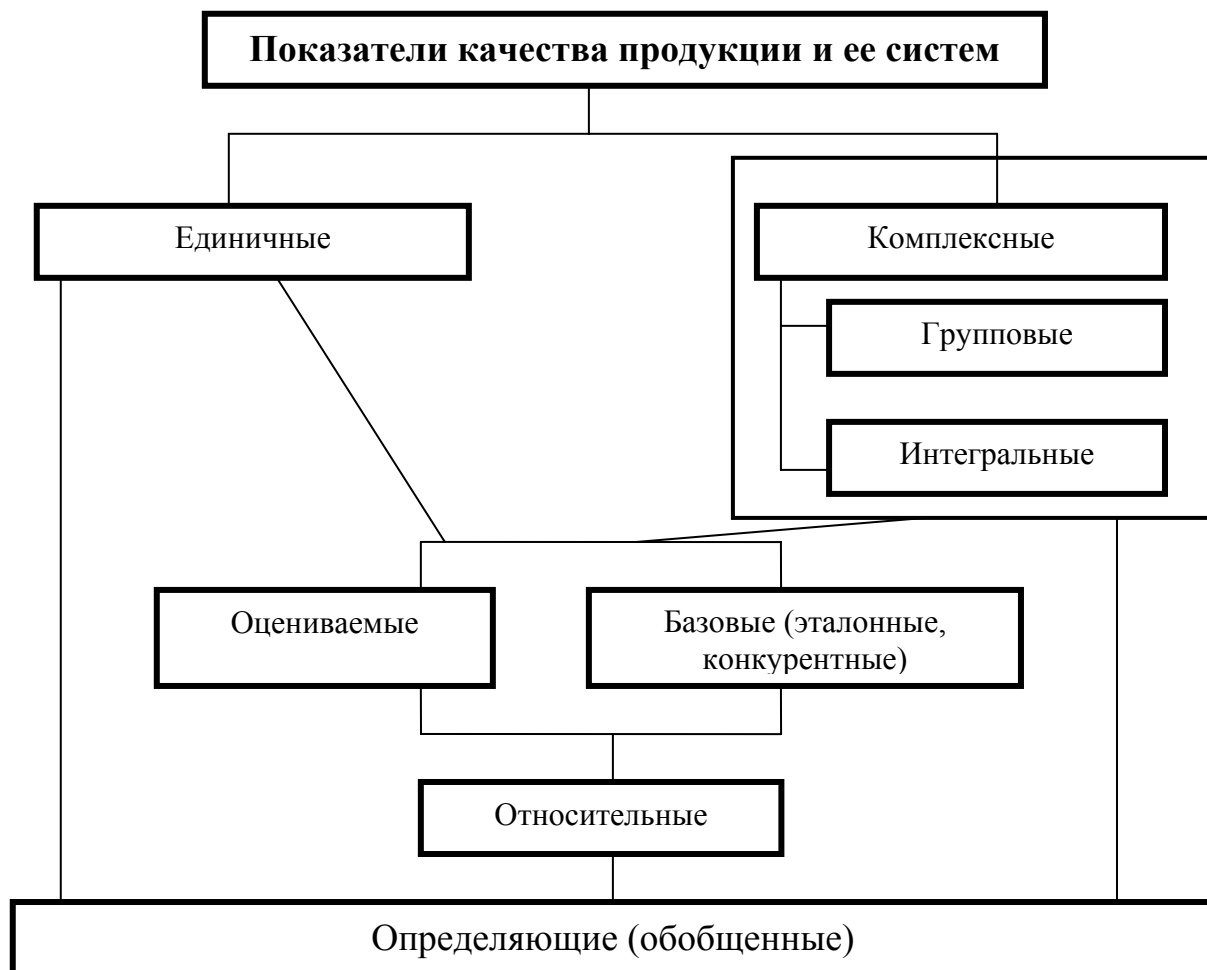 Показатели качества продукции и ее систем
Единичные
Комплексные
Групповые
Интегральные
Оцениваемые
Базовые (эталонные,
конкурентные)
Относительные
Определяющие (обобщенные)